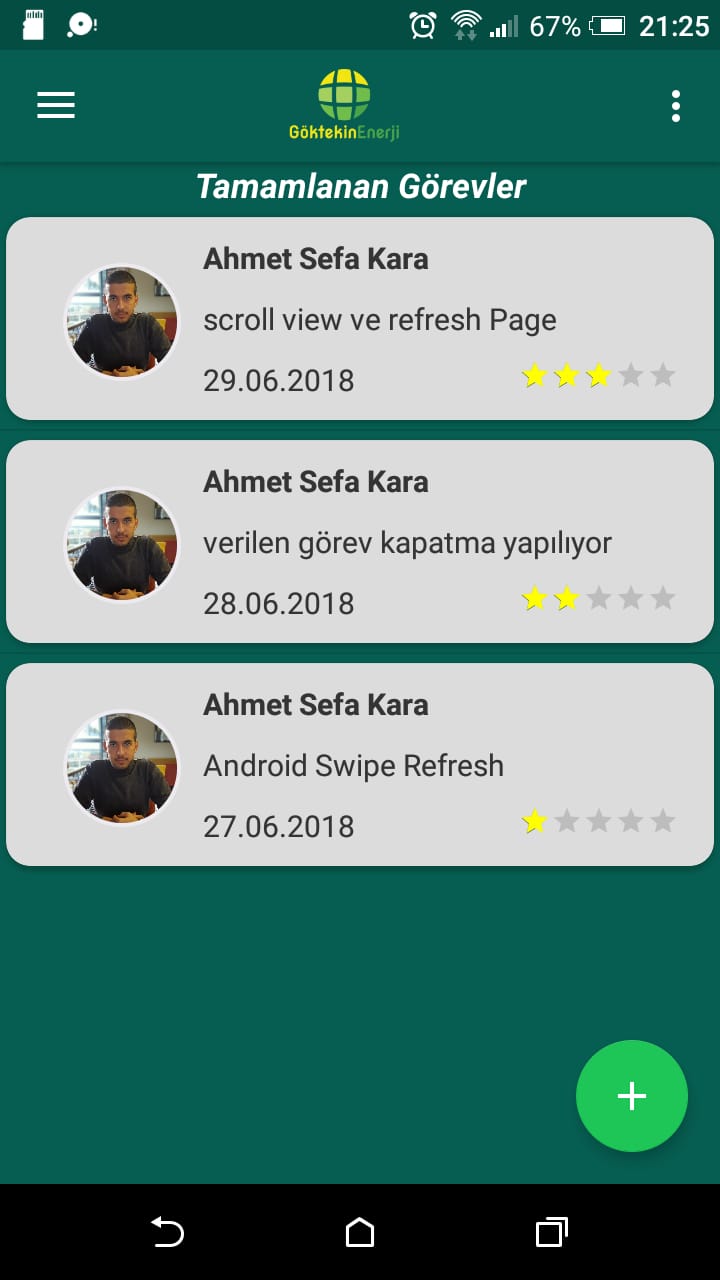 67% 21:25
GöktekinEnerji
Tamamlanan Görevler
Ahmet Sefa Kara
scroll view ve refresh Page
29.06.2018
Ahmet Sefa Kara
verilen görev kapatma yapılıyor
28.06.2018
Ahmet Sefa Kara
Android Swipe Refresh
27.06.2018